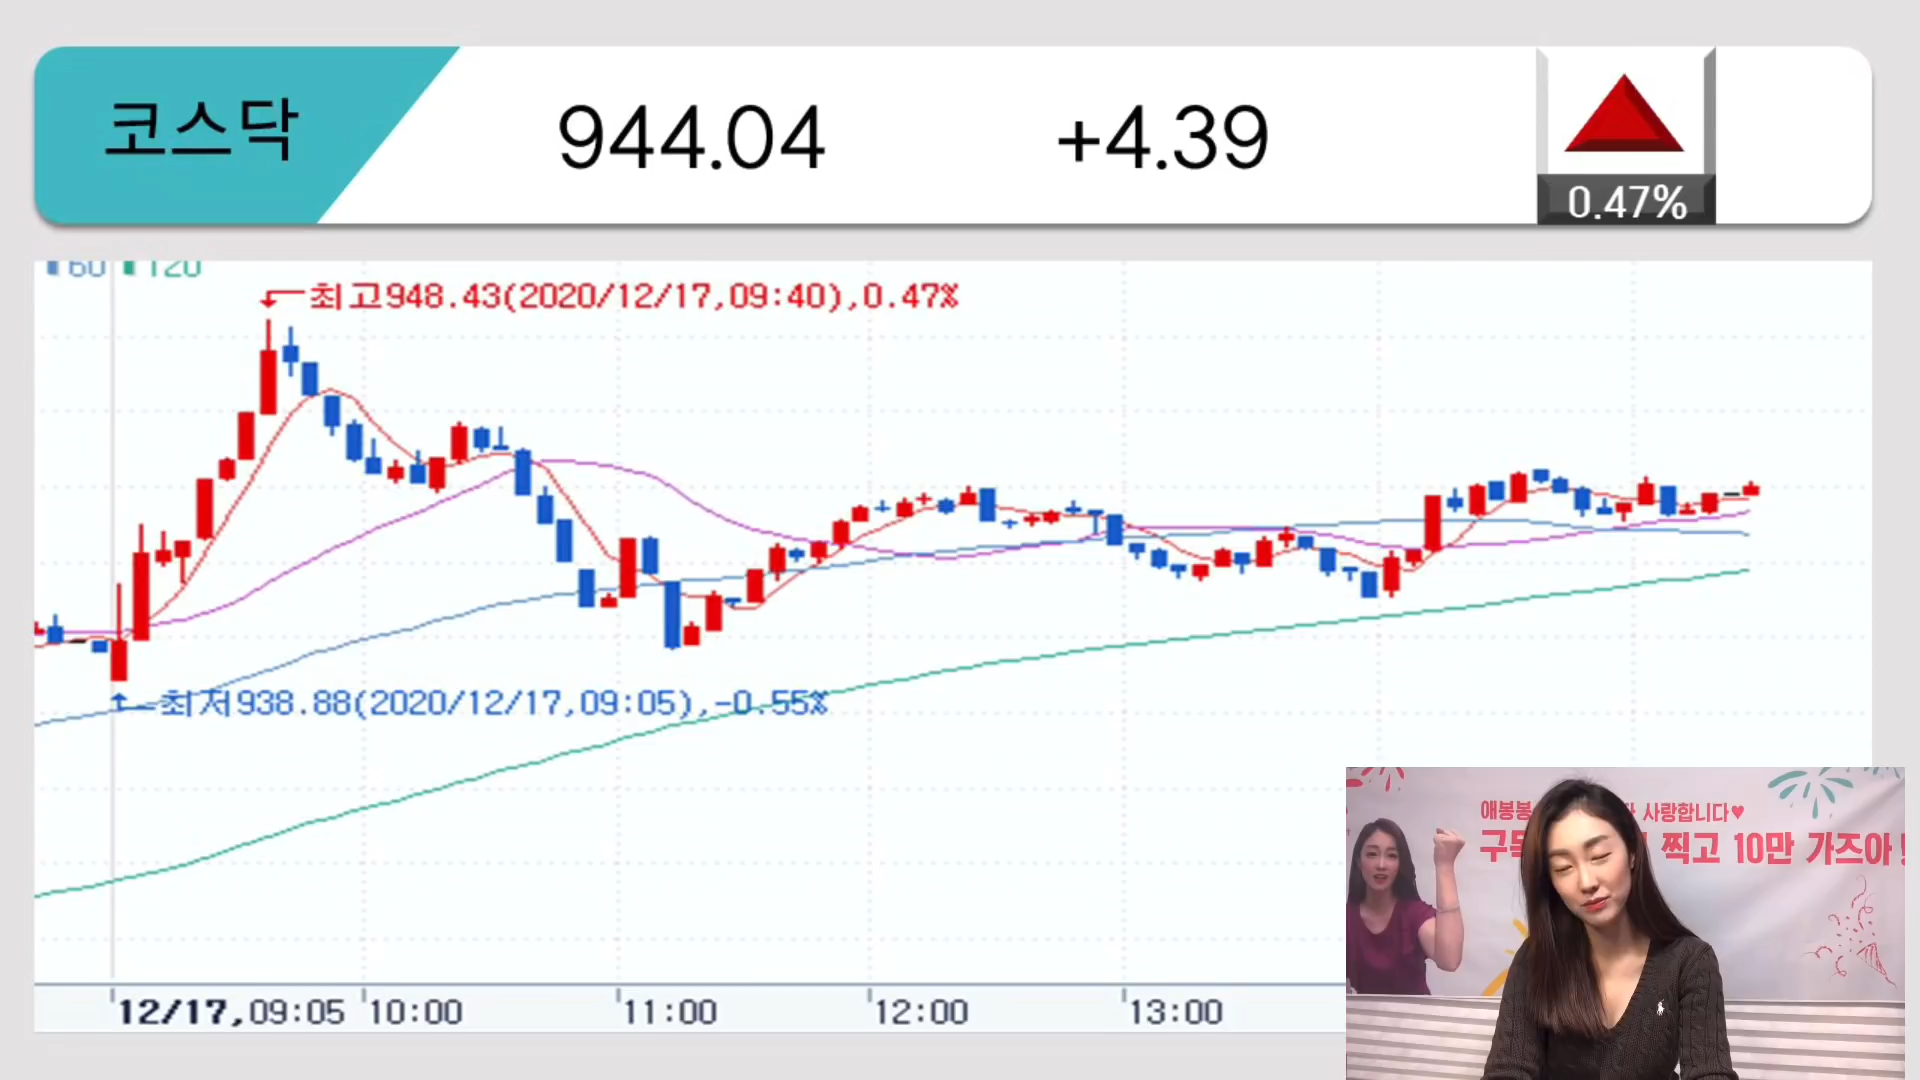 코스닥
944.04
+4.39
0.47%
60 120
최고948.43(2020/12/17,09:40),0.47%
최저938.88(2020/12/17,09:05),-0.55%
12/17,09:05 10:00 11:00 12:00 13:00
애봉봉 사랑합니다♥
찍고 10만 가즈아!